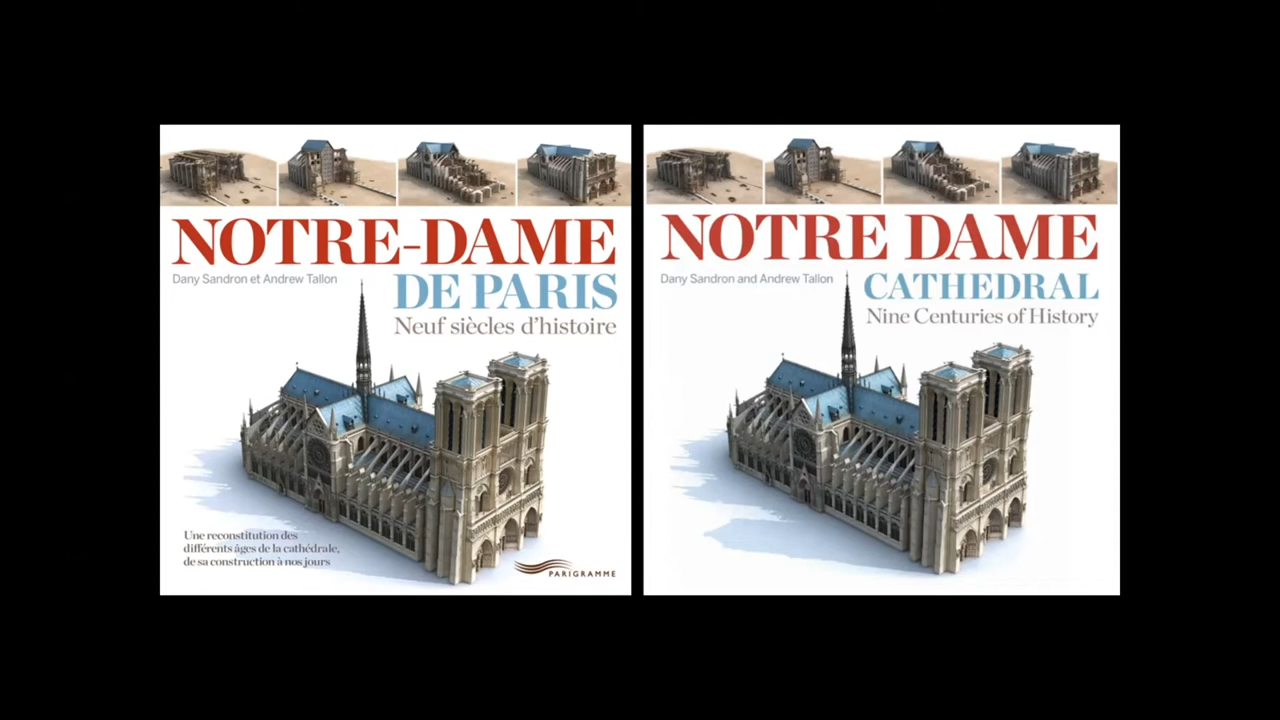 NOTRE-DAME
Dany Sandron et Andrew Tallon
DE PARIS
Neuf siècles d'histoire
Une reconstitution des
différents âges de la cathédrale,
de sa construction à nos jours
PARIGRAMME
NOTRE DAME
Dany Sandron and Andrew Tallon
CATHEDRAL
Nine Centuries of History